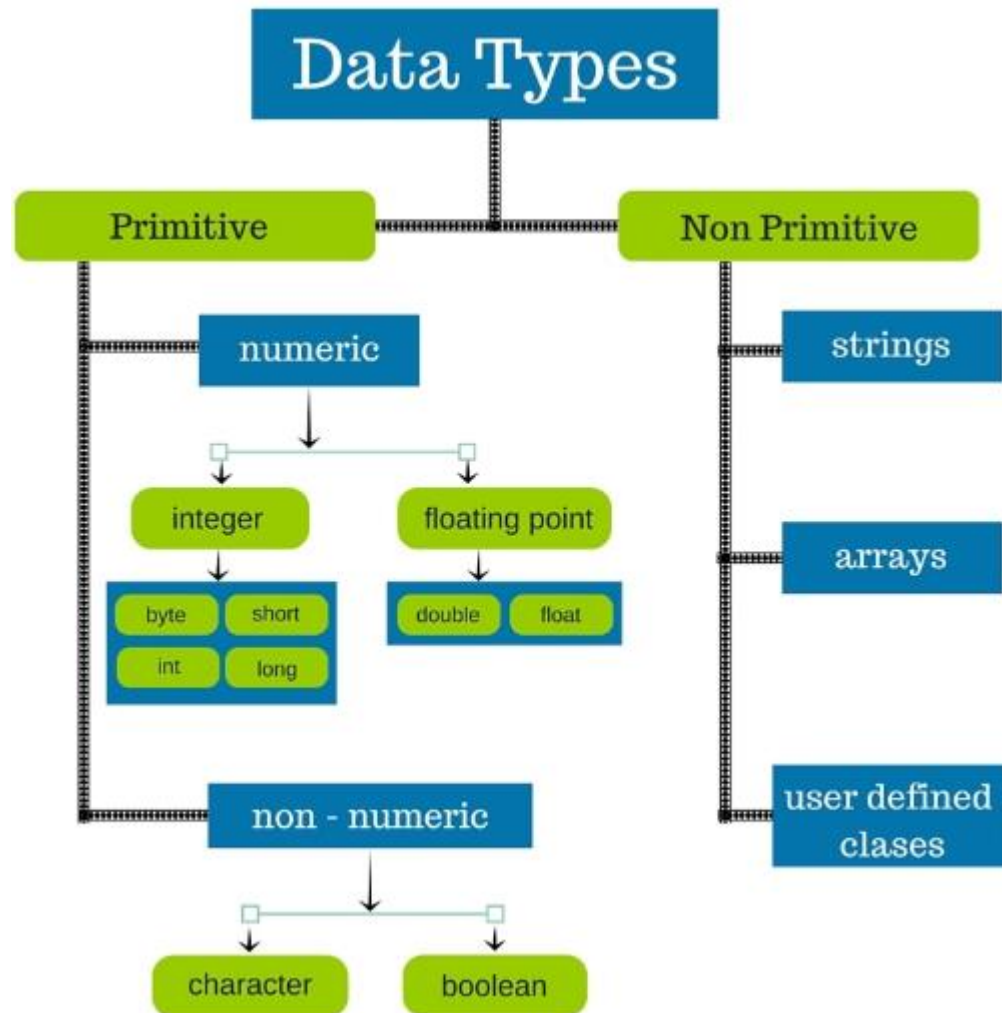 Data Types
Primitive
Non Primitive
numeric
strings
integer
floating point
arrays
byte
short
double
float
int
long
non - numeric
user defined
clases
character
boolean